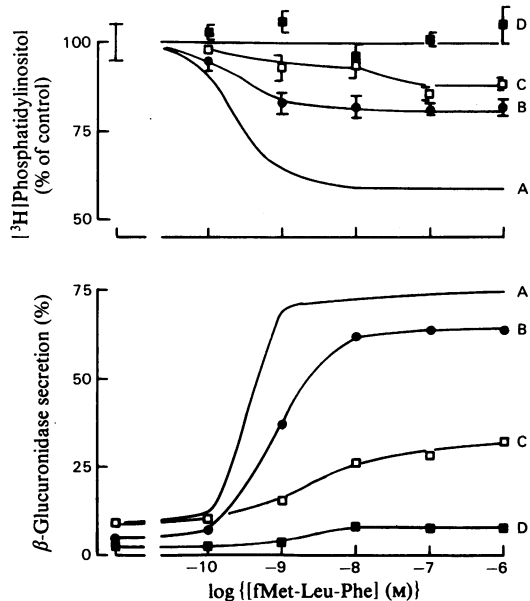 [³H]Phosphatidylinositol
(% of control)
100
75
50
D
C
B
A
β-Glucuronidase secretion (%)
75
50
25
0
A
B
C
D
−10
−9
−8
−7
−6
log {[fMet-Leu-Phe] (M)}